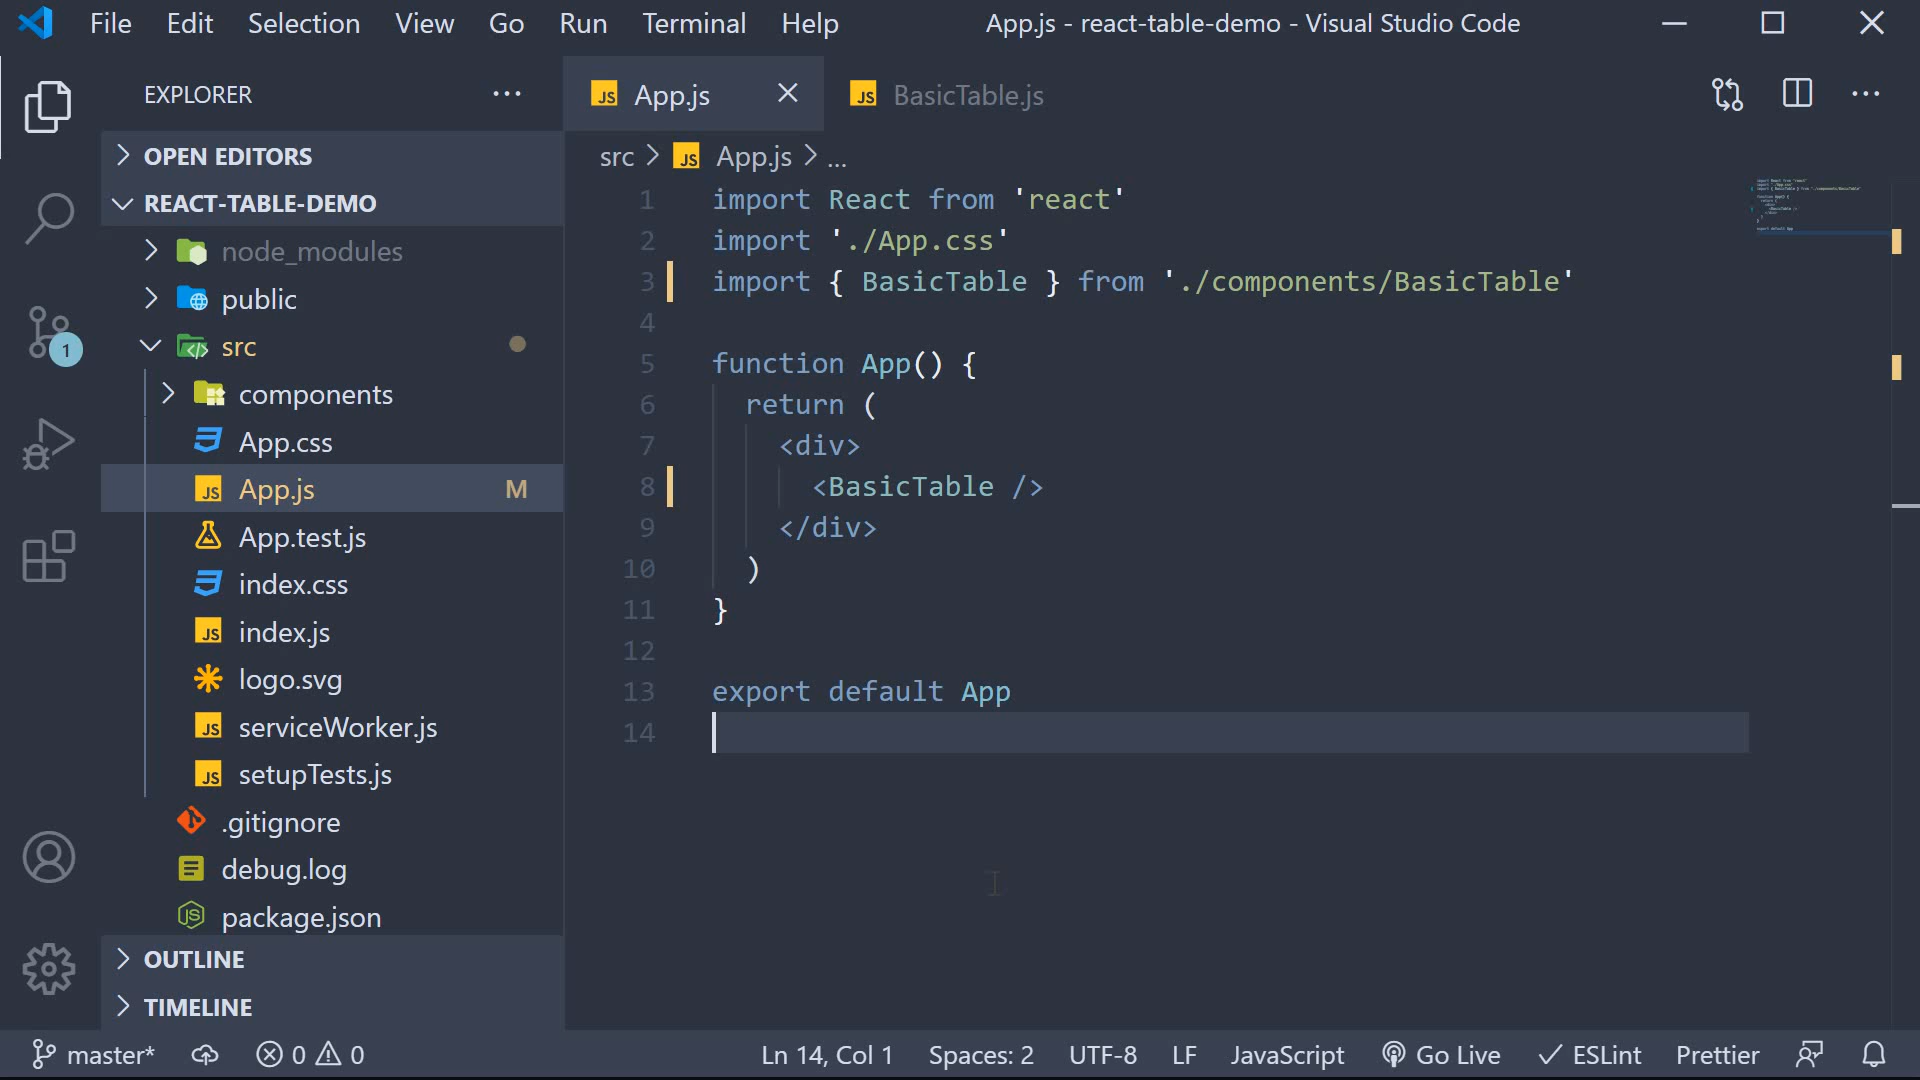 File Edit Selection View Go Run Terminal Help App.js - react-table-demo - Visual Studio Code
EXPLORER
OPEN EDITORS
REACT-TABLE-DEMO
node_modules
public
src
components
App.css
App.js M
App.test.js
index.css
index.js
logo.svg
serviceWorker.js
setupTests.js
.gitignore
debug.log
package.json
OUTLINE
TIMELINE
1
JS App.js JS BasicTable.js
src > JS App.js > ...
1 import React from 'react'
2 import './App.css'
3 import { BasicTable } from './components/BasicTable'
4
5 function App() {
6 return (
7 <div>
8 <BasicTable />
9 </div>
10 )
11 }
12
13 export default App
14
master* 0 0 Ln 14, Col 1 Spaces: 2 UTF-8 LF JavaScript Go Live ESLint Prettier